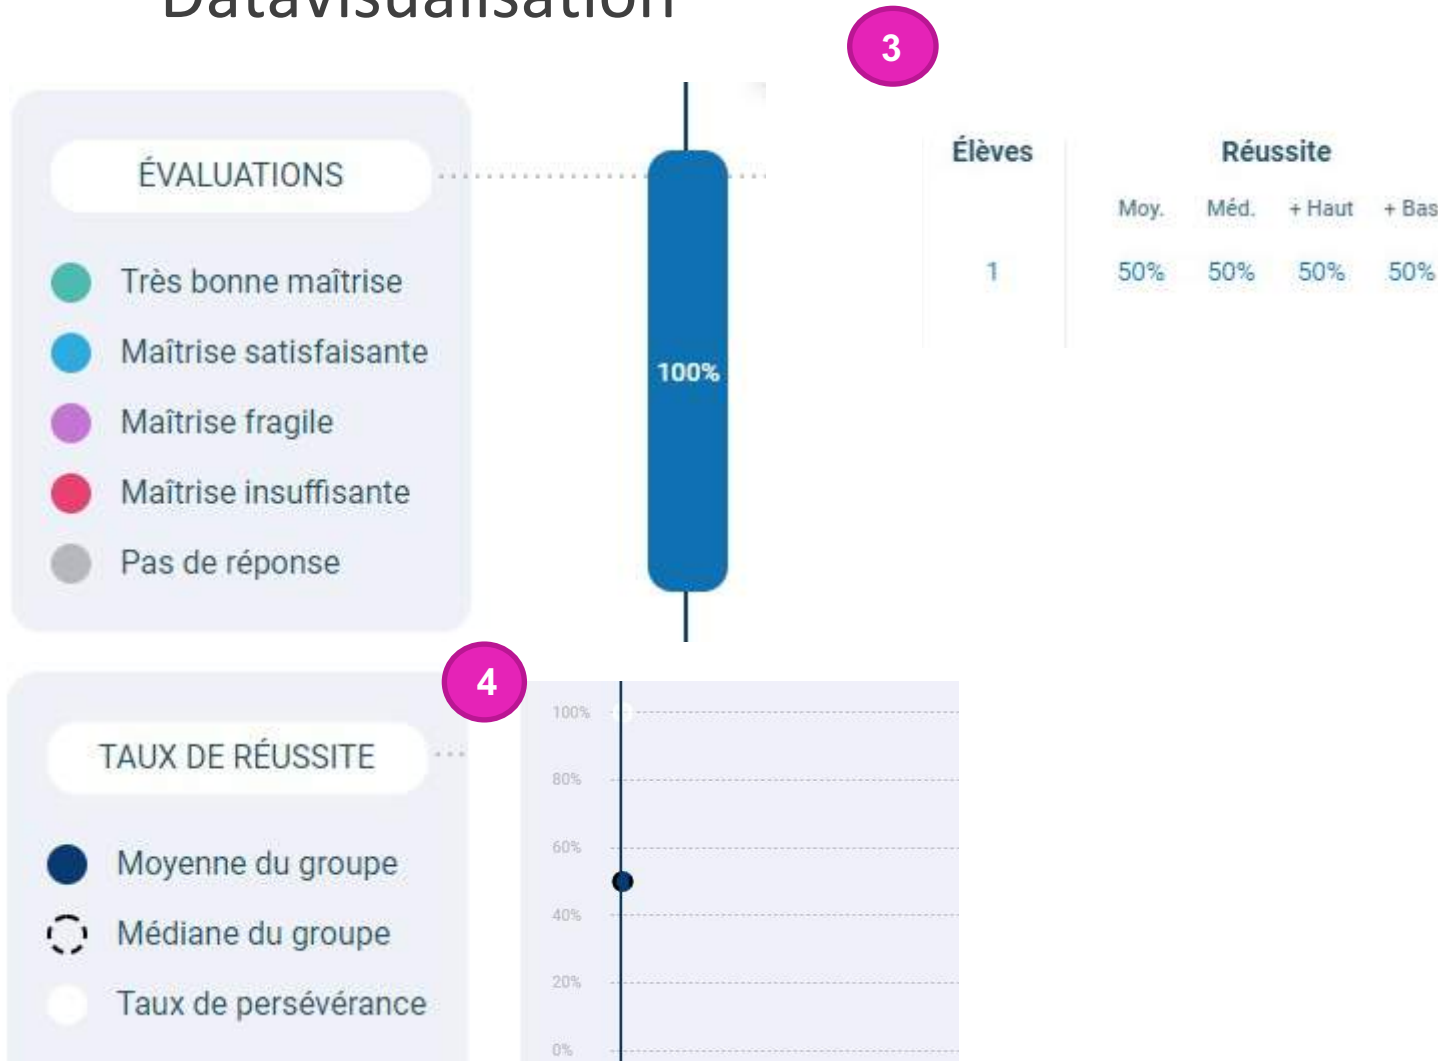 Datavisualisation
3
ÉVALUATIONS
Très bonne maîtrise
Maîtrise satisfaisante
Maîtrise fragile
Maîtrise insuffisante
Pas de réponse
100%
Élèves Réussite
Moy. Méd. + Haut + Bas
1 50% 50% 50% 50%
4
TAUX DE RÉUSSITE
Moyenne du groupe
Médiane du groupe
Taux de persévérance
100%
80%
60%
40%
20%
0%